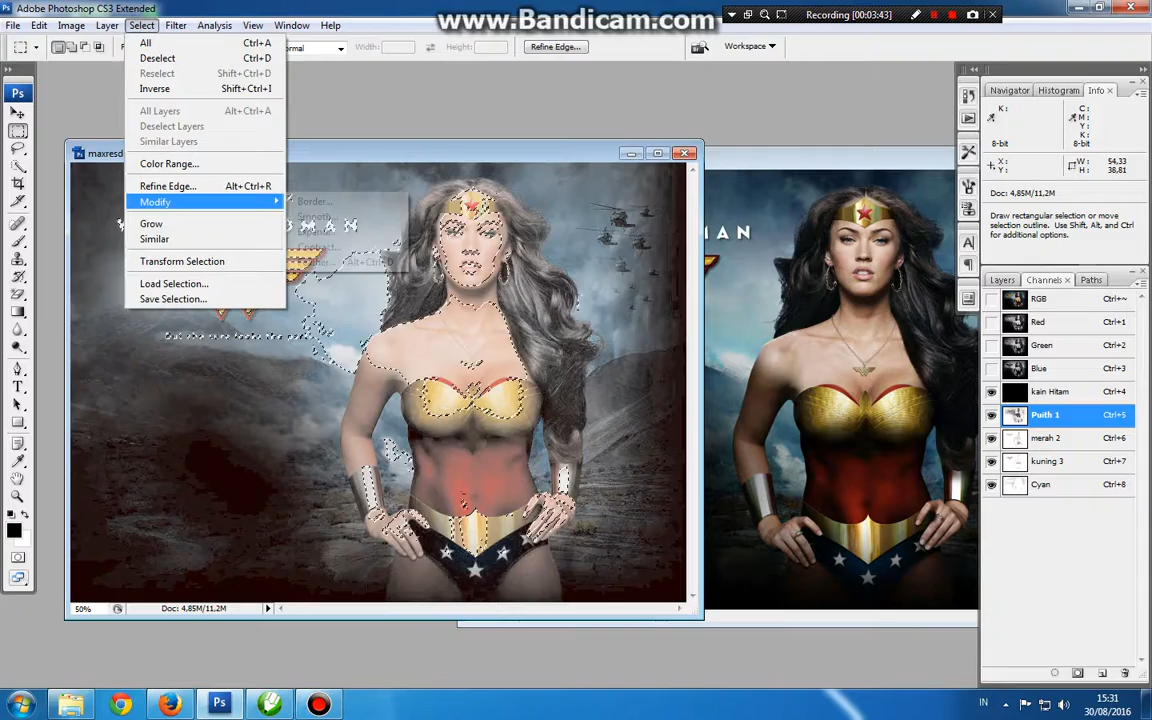 Adobe Photoshop CS3 Extended
www.Bandicam.com
Recording [00:03:43]
File Edit Image Layer Select Filter Analysis View Window Help
All Ctrl+A
Deselect Ctrl+D
Reselect Shift+Ctrl+D
Inverse Shift+Ctrl+I
All Layers Alt+Ctrl+A
Deselect Layers
Similar Layers
Color Range...
Refine Edge... Alt+Ctrl+R
Modify
Grow
Similar
Transform Selection
Load Selection...
Save Selection...
Border...
Smooth...
Expand...
Contract...
Width:
Height:
Refine Edge...
Workspace
maxresd
M A N
M A N
50%
Doc: 4,85M/11,2M
Navigator Histogram Info
K:
C:
M:
Y:
K:
8-bit
8-bit
X:
Y:
W: 54,33
H: 38,81
Doc: 4,85M/11,2M
Draw rectangular selection or move
selection outline. Use Shift, Alt, and Ctrl
for additional options.
Layers Channels Paths
RGB Ctrl+~
Red Ctrl+1
Green Ctrl+2
Blue Ctrl+3
kain Hitam Ctrl+4
Puith 1 Ctrl+5
merah 2 Ctrl+6
kuning 3 Ctrl+7
Cyan Ctrl+8
Ps
Ps
IN
15:31
30/08/2016